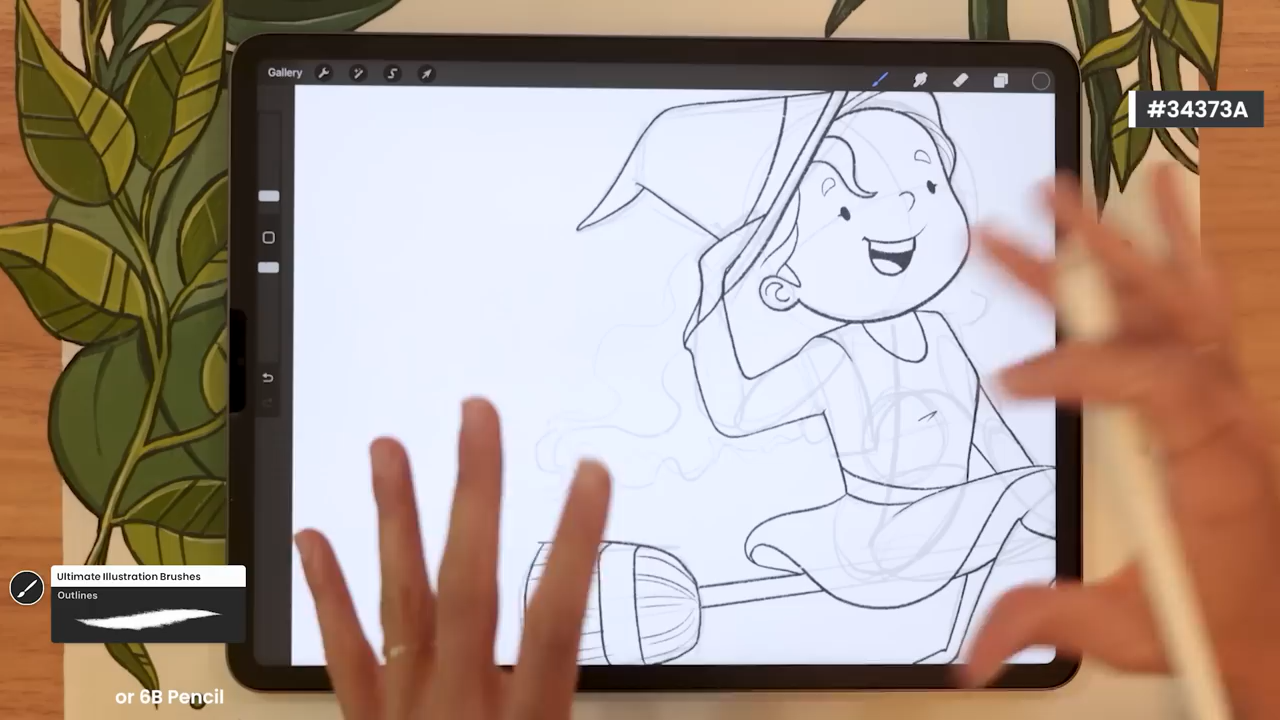 Gallery
#34373A
Ultimate Illustration Brushes
Outlines
or 6B Pencil